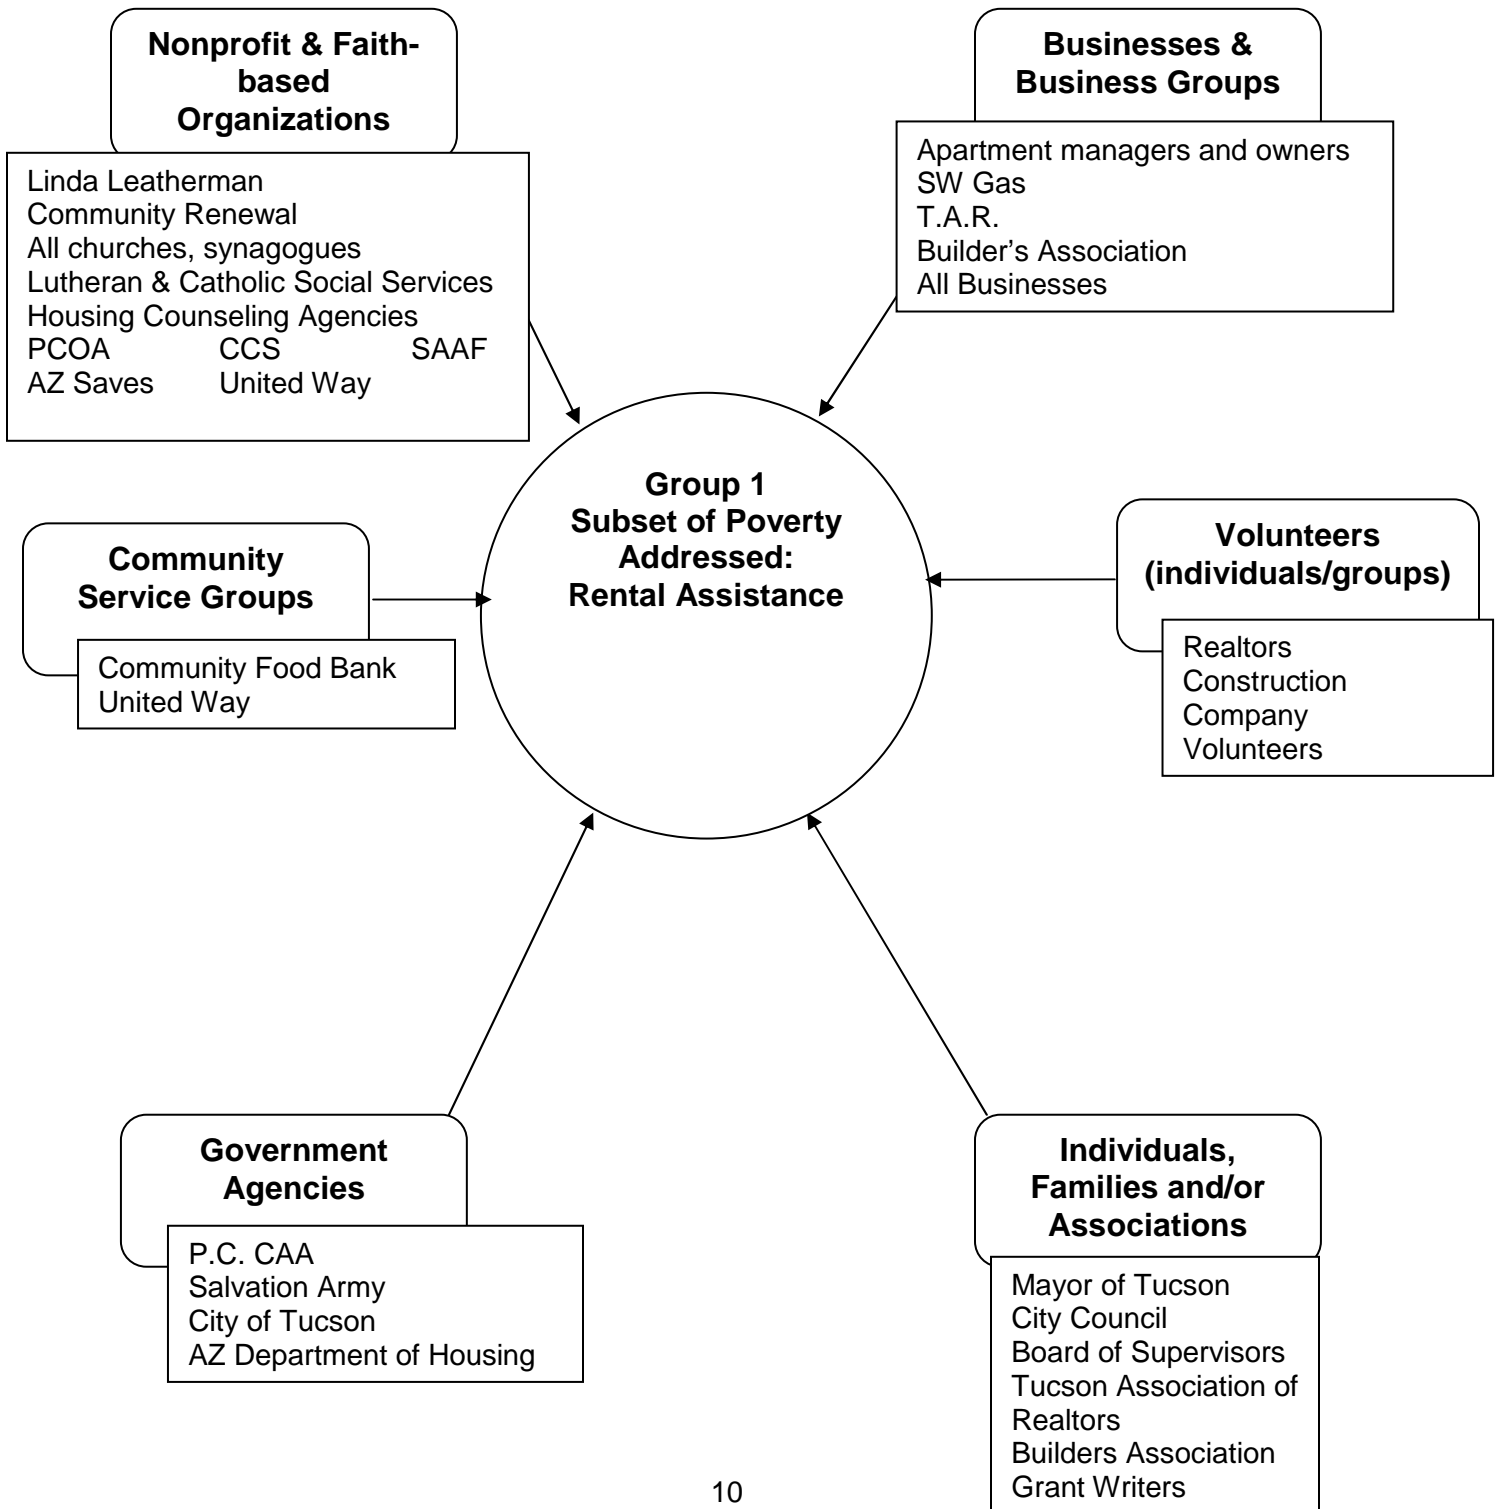 Nonprofit & Faith-
based
Organizations
Linda Leatherman
Community Renewal
All churches, synagogues
Lutheran & Catholic Social Services
Housing Counseling Agencies
PCOA CCS SAAF
AZ Saves United Way
Businesses &
Business Groups
Apartment managers and owners
SW Gas
T.A.R.
Builder’s Association
All Businesses
Group 1
Subset of Poverty
Addressed:
Rental Assistance
Community
Service Groups
Community Food Bank
United Way
Volunteers
(individuals/groups)
Realtors
Construction
Company
Volunteers
Government
Agencies
P.C. CAA
Salvation Army
City of Tucson
AZ Department of Housing
Individuals,
Families and/or
Associations
Mayor of Tucson
City Council
Board of Supervisors
Tucson Association of
Realtors
Builders Association
Grant Writers
10